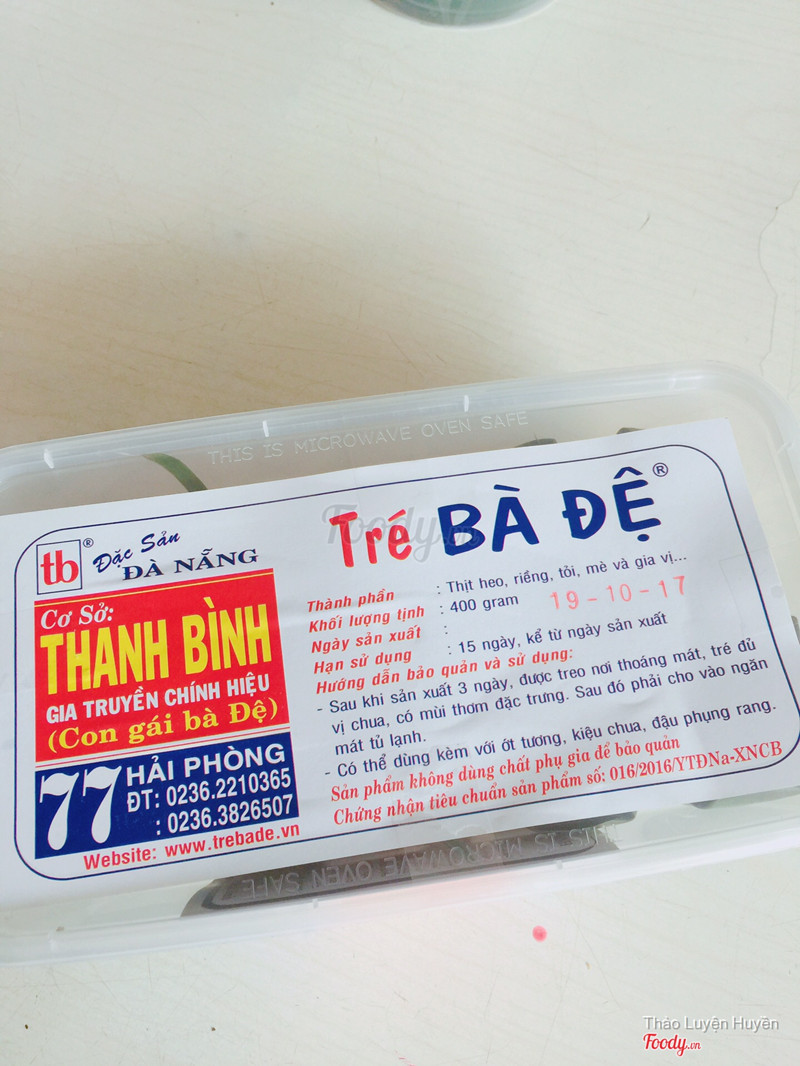 THIS IS MICROWAVE OVEN SAFE
tb®
Đặc Sản
ĐÀ NẴNG
Cơ Sở:
THANH BÌNH
GIA TRUYỀN CHÍNH HIỆU
(Con gái bà Đệ)
77 HẢI PHÒNG
ĐT: 0236.2210365
: 0236.3826507
Website: www.trebade.vn
Tré BÀ ĐỆ®
Foody.vn
Thành phần : Thịt heo, riềng, tỏi, mè và gia vị...
Khối lượng tịnh : 400 gram
Ngày sản xuất : 19-10-17
Hạn sử dụng : 15 ngày, kể từ ngày sản xuất
Hướng dẫn bảo quản và sử dụng:
- Sau khi sản xuất 3 ngày, được treo nơi thoáng mát, tré đủ
vị chua, có mùi thơm đặc trưng. Sau đó phải cho vào ngăn
mát tủ lạnh.
- Có thể dùng kèm với ớt tương, kiệu chua, đậu phụng rang.
Sản phẩm không dùng chất phụ gia để bảo quản
Chứng nhận tiêu chuẩn sản phẩm số: 016/2016/YTĐNa-XNCB
THIS IS MICROWAVE OVEN SAFE
Thảo Luyện Huyền
Foody.vn